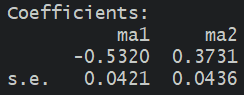 Coefficients:
ma1 ma2
-0.5320 0.3731
s.e. 0.0421 0.0436